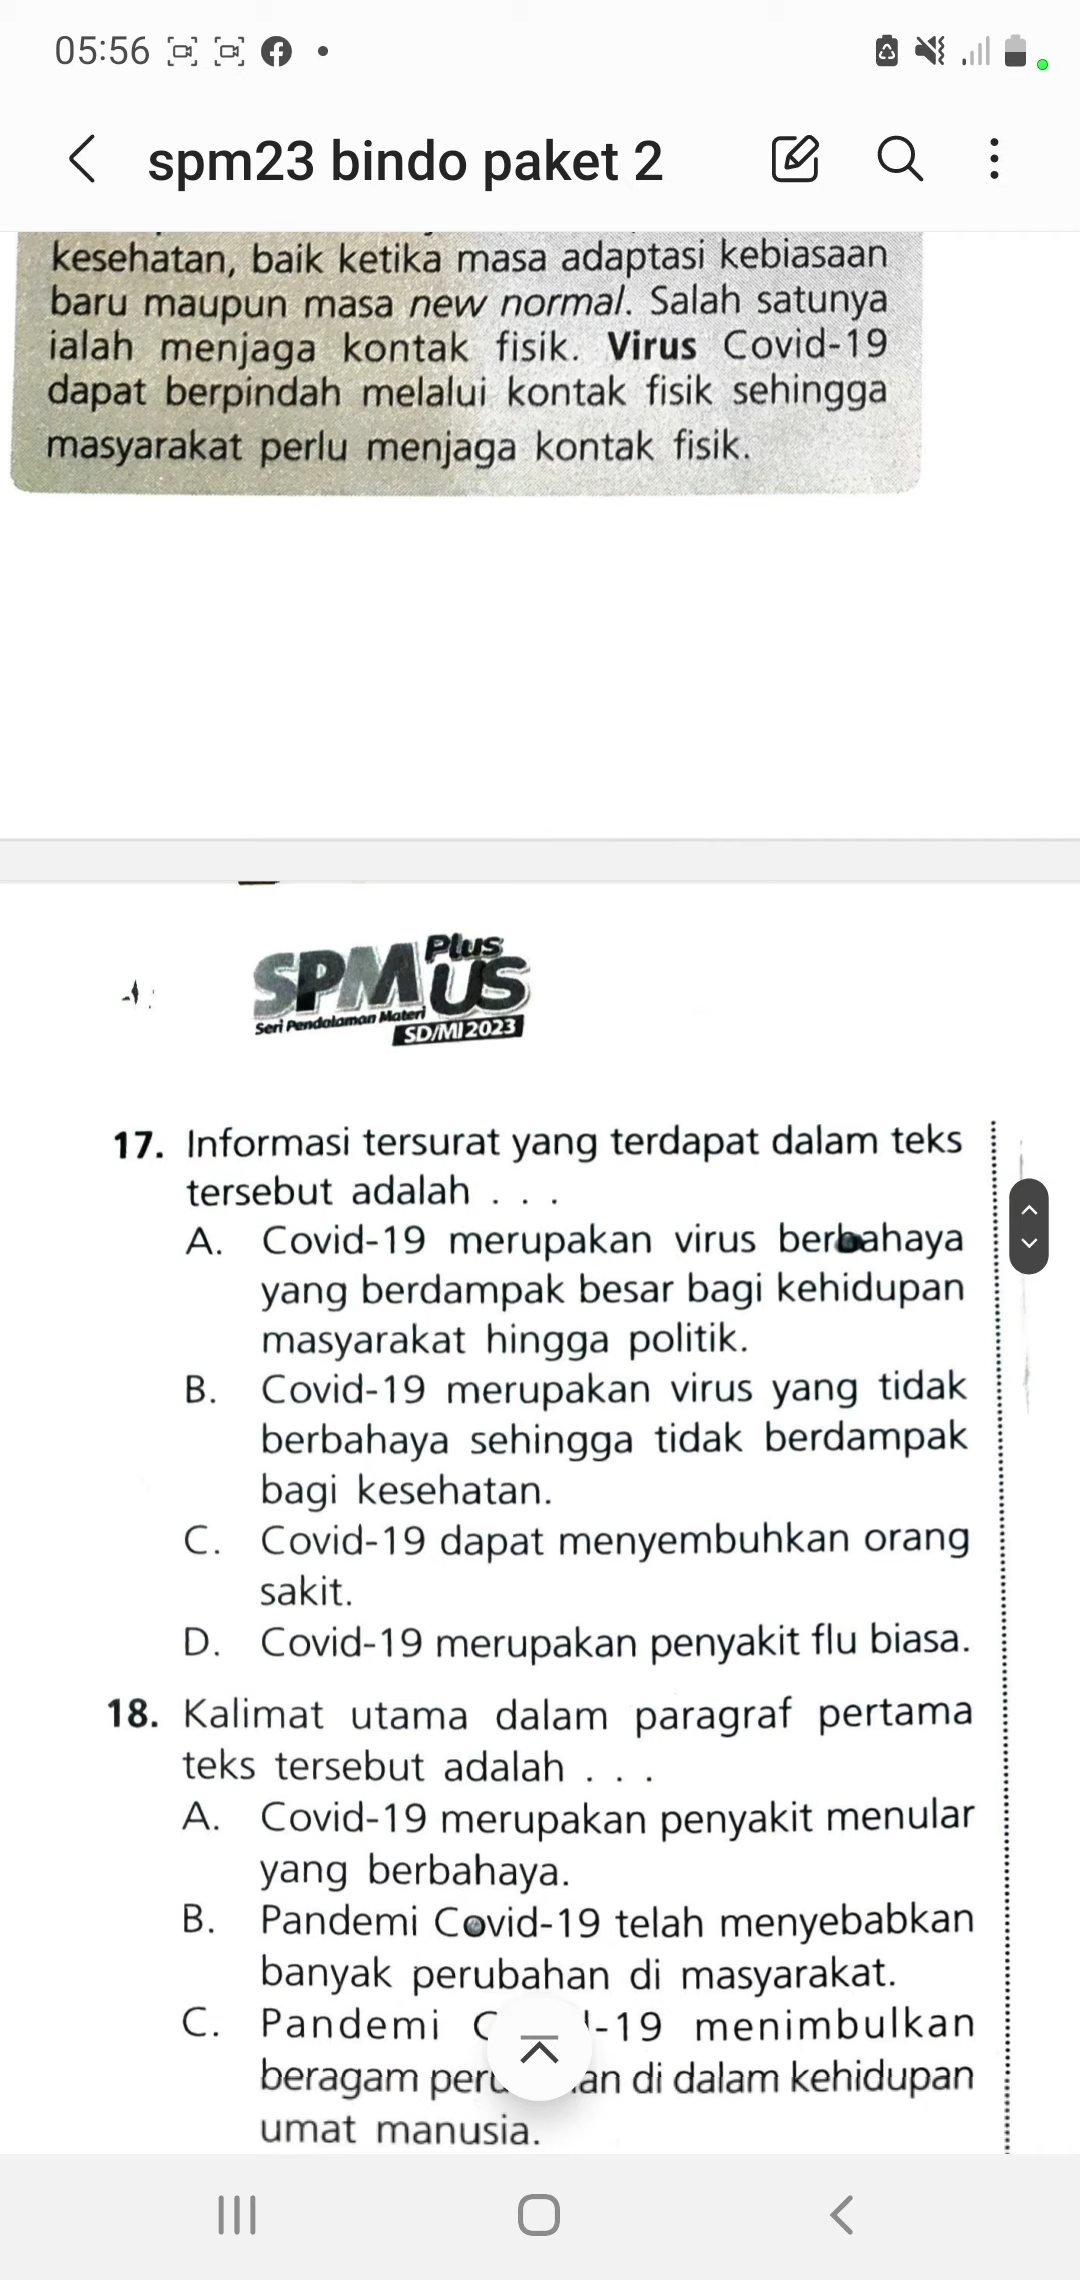 05:56
spm23 bindo paket 2
kesehatan, baik ketika masa adaptasi kebiasaan
baru maupun masa new normal. Salah satunya
ialah menjaga kontak fisik. Virus Covid-19
dapat berpindah melalui kontak fisik sehingga
masyarakat perlu menjaga kontak fisik.
SPM Plus US
Seri Pendalaman Materi
SD/MI 2023
17. Informasi tersurat yang terdapat dalam teks
tersebut adalah . . .
A. Covid-19 merupakan virus berbahaya
yang berdampak besar bagi kehidupan
masyarakat hingga politik.
B. Covid-19 merupakan virus yang tidak
berbahaya sehingga tidak berdampak
bagi kesehatan.
C. Covid-19 dapat menyembuhkan orang
sakit.
D. Covid-19 merupakan penyakit flu biasa.
18. Kalimat utama dalam paragraf pertama
teks tersebut adalah . . .
A. Covid-19 merupakan penyakit menular
yang berbahaya.
B. Pandemi Covid-19 telah menyebabkan
banyak perubahan di masyarakat.
C. Pandemi -19 menimbulkan
beragam di dalam kehidupan
umat manusia.